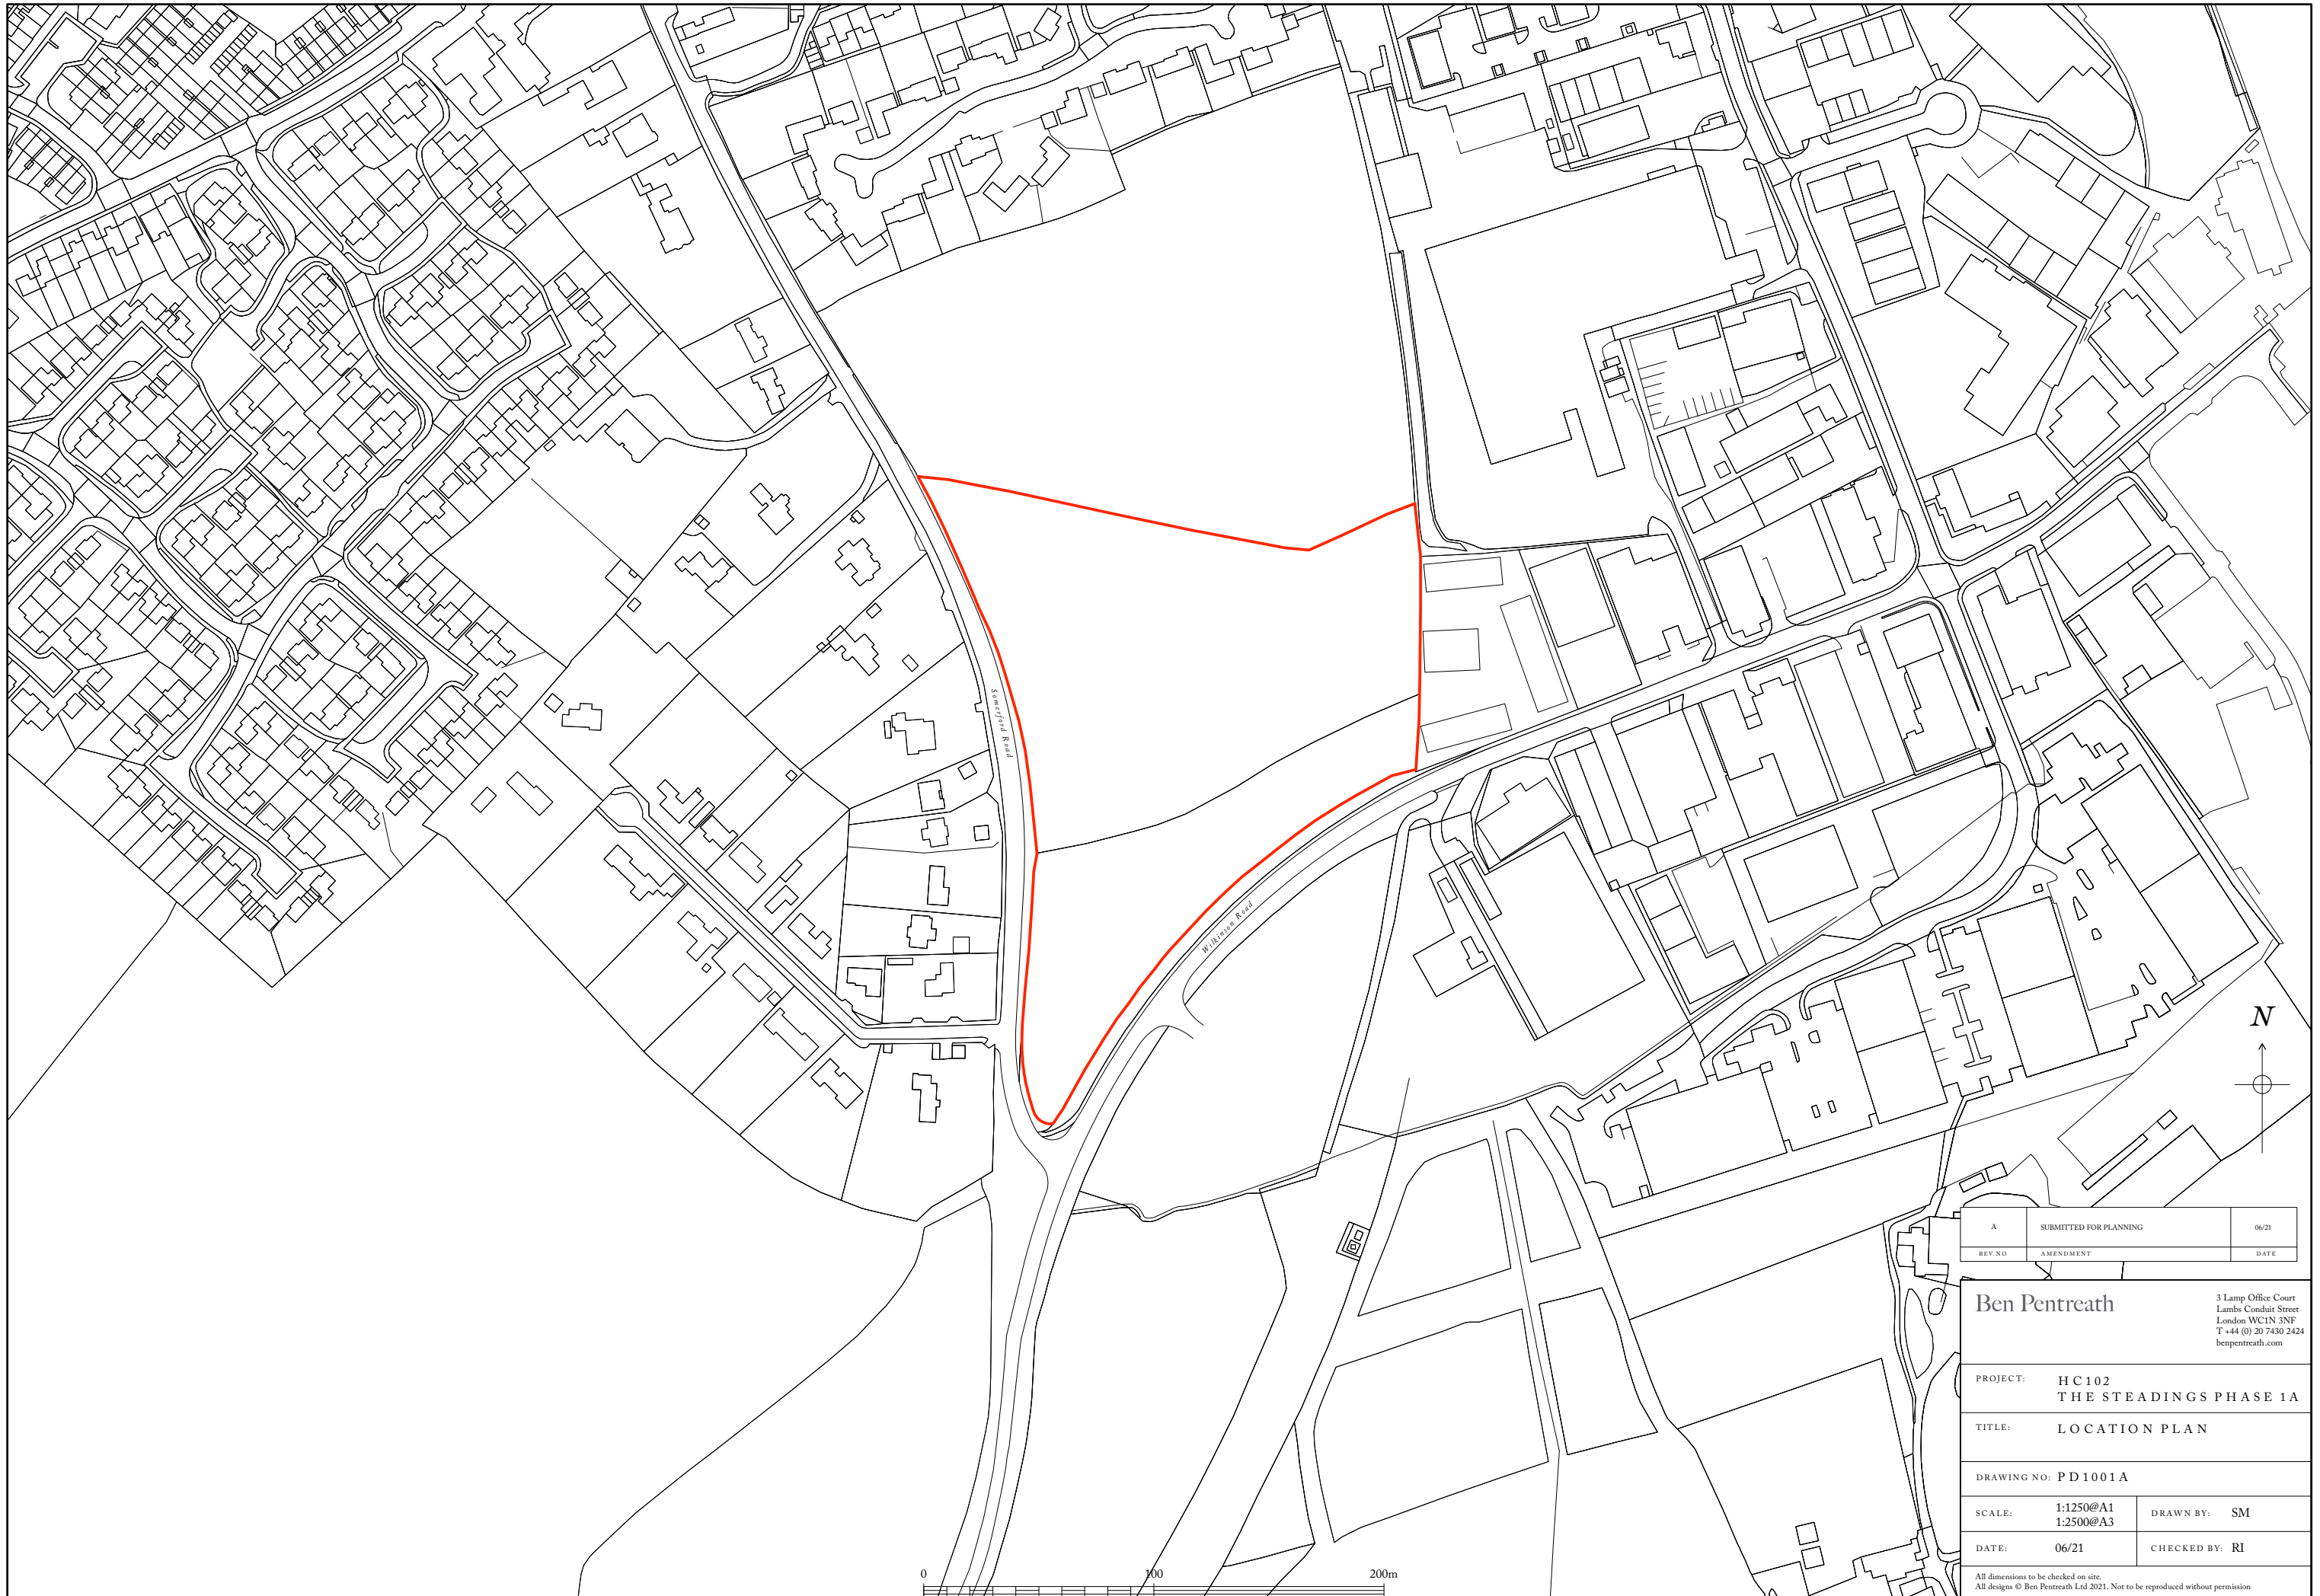 Somerford Road
Wilkinson Road
N
A SUBMITTED FOR PLANNING 06/21
REV. NO AMENDMENT DATE
Ben Pentreath
3 Lamp Office Court
Lambs Conduit Street
London WC1N 3NF
T +44 (0) 20 7430 2424
benpentreath.com
PROJECT: HC102
THE STEADINGS PHASE 1A
TITLE: LOCATION PLAN
DRAWING NO: PD1001A
SCALE: 1:1250@A1
1:2500@A3
DRAWN BY: SM
DATE: 06/21
CHECKED BY: RI
All dimensions to be checked on site.
All designs © Ben Pentreath Ltd 2021. Not to be reproduced without permission
0 100 200m